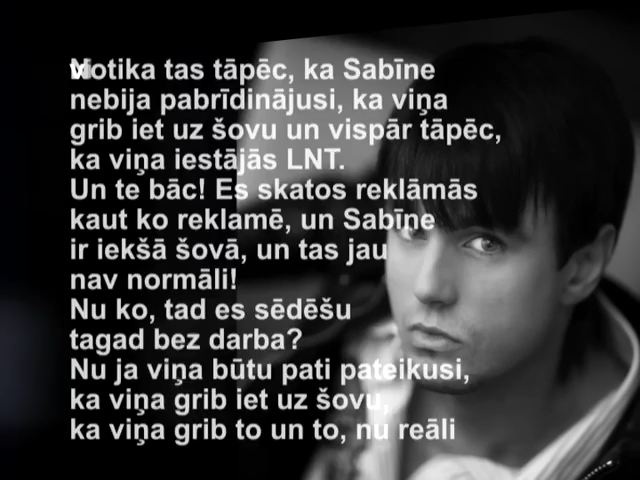 Notika tas tāpēc, ka Sabīne
nebija pabrīdinājusi, ka viņa
grib iet uz šovu un vispār tāpēc,
ka viņa iestājās LNT.
Un te bāc! Es skatos reklāmās
kaut ko reklamē, un Sabīne
ir iekšā šovā, un tas jau
nav normāli!
Nu ko, tad es sēdēšu
tagad bez darba?
Nu ja viņa būtu pati pateikusi,
ka viņa grib iet uz šovu,
ka viņa grib to un to, nu reāli